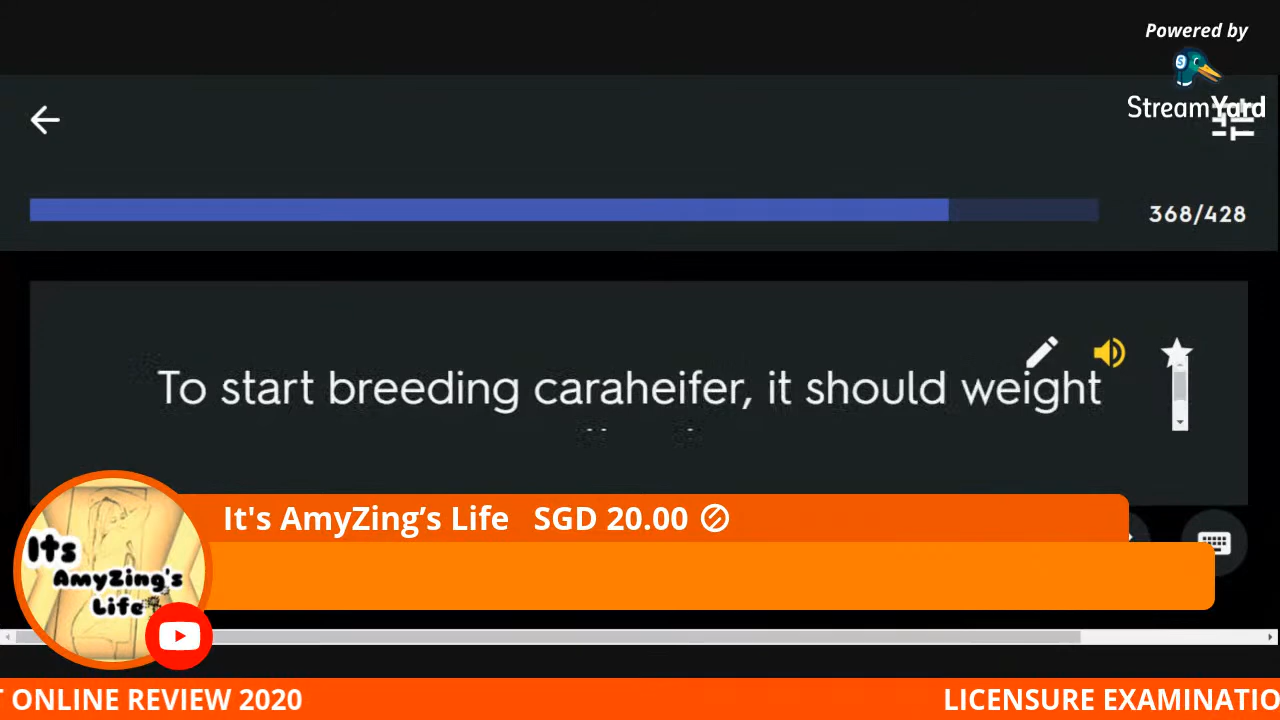 Powered by
StreamYard
368/428
To start breeding caraheifer, it should weight
It's AmyZing’s Life SGD 20.00
Its
AmyZing's
Life
T ONLINE REVIEW 2020
LICENSURE EXAMINATIO